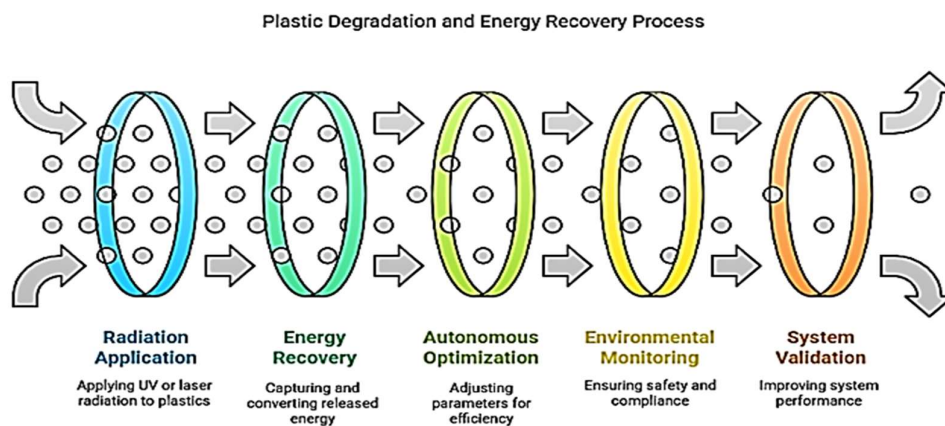 Plastic Degradation and Energy Recovery Process
Radiation
Application
Applying UV or laser
radiation to plastics
Energy
Recovery
Capturing and
converting released
energy
Autonomous
Optimization
Adjusting
parameters for
efficiency
Environmental
Monitoring
Ensuring safety and
compliance
System
Validation
Improving system
performance